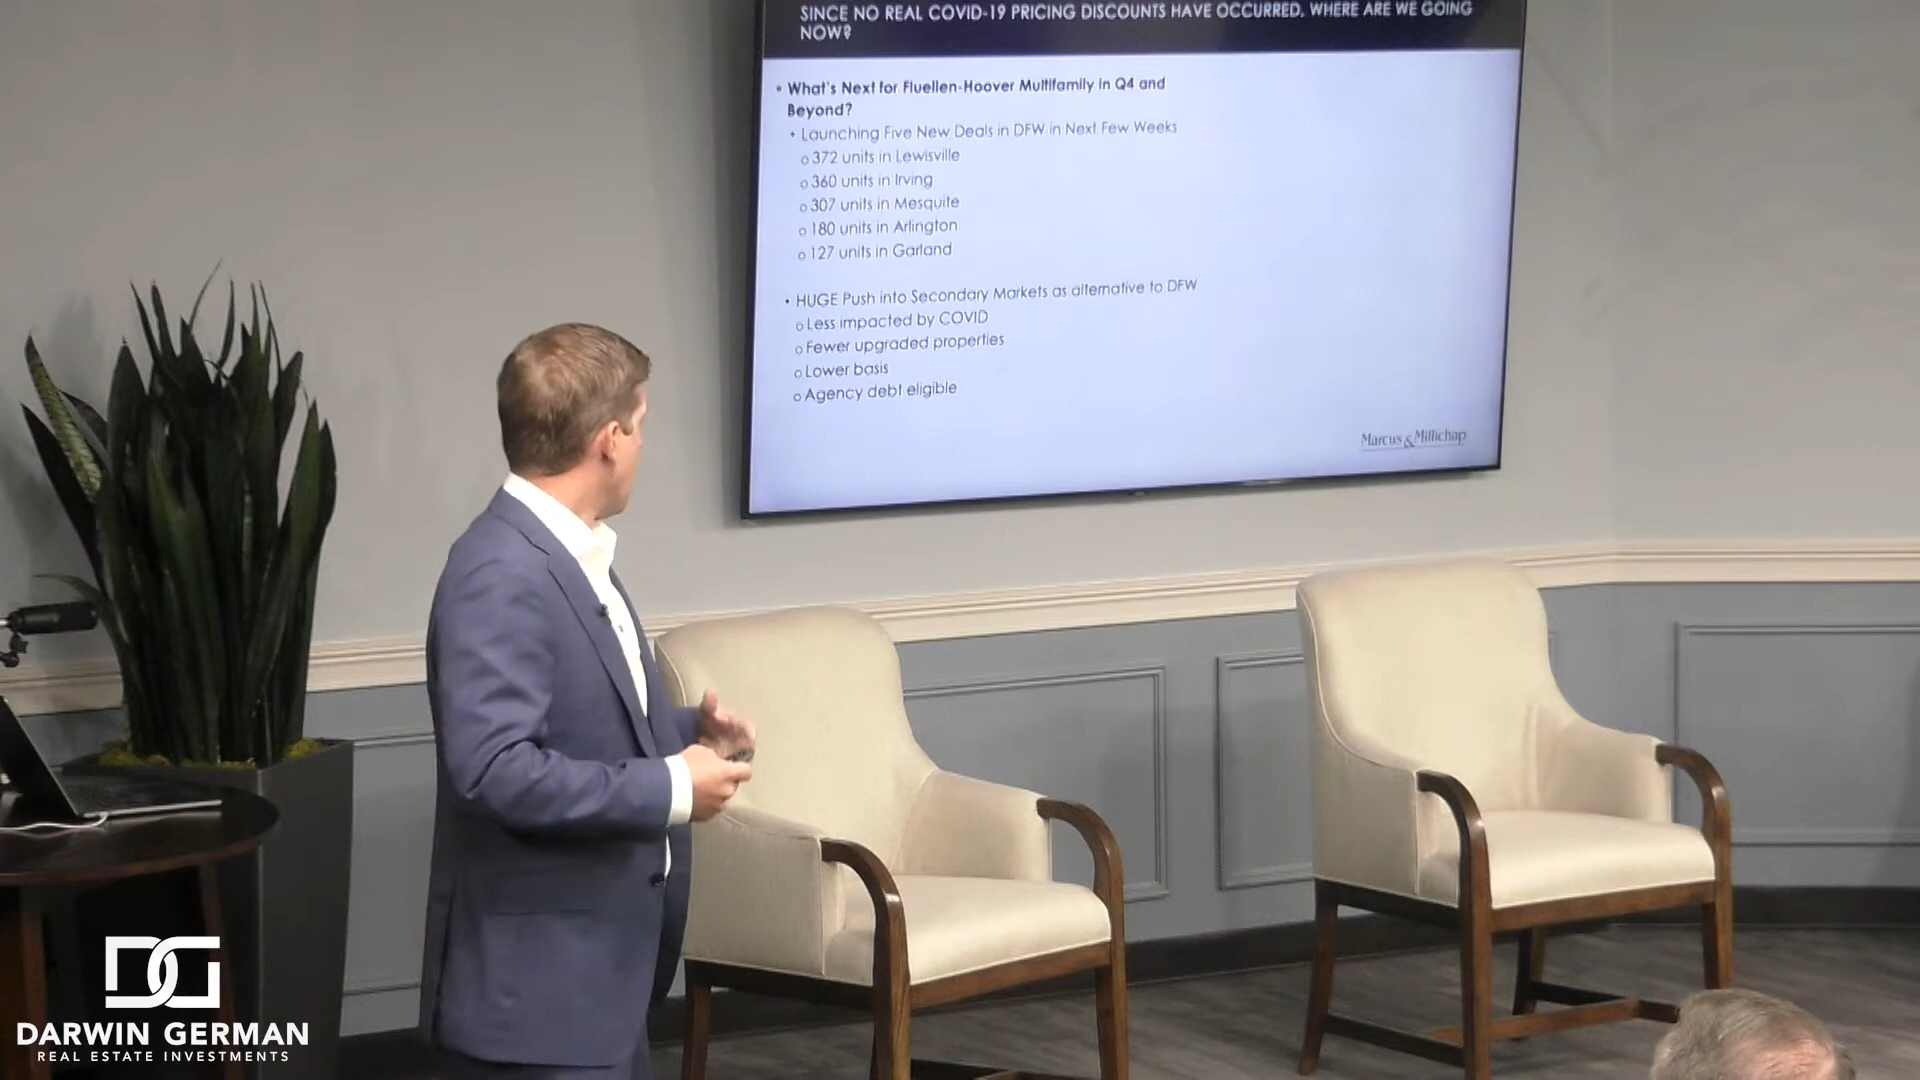 SINCE NO REAL COVID-19 PRICING DISCOUNTS HAVE OCCURRED, WHERE ARE WE GOING
NOW?
• What's Next for Fluellen-Hoover Multifamily in Q4 and
Beyond?
• Launching Five New Deals in DFW in Next Few Weeks
o 372 units in Lewisville
o 360 units in Irving
o 307 units in Mesquite
o 180 units in Arlington
o 127 units in Garland
• HUGE Push into Secondary Markets as alternative to DFW
o Less impacted by COVID
o Fewer upgraded properties
o Lower basis
o Agency debt eligible
Marcus & Millichap
DG
DARWIN GERMAN
REAL ESTATE INVESTMENTS